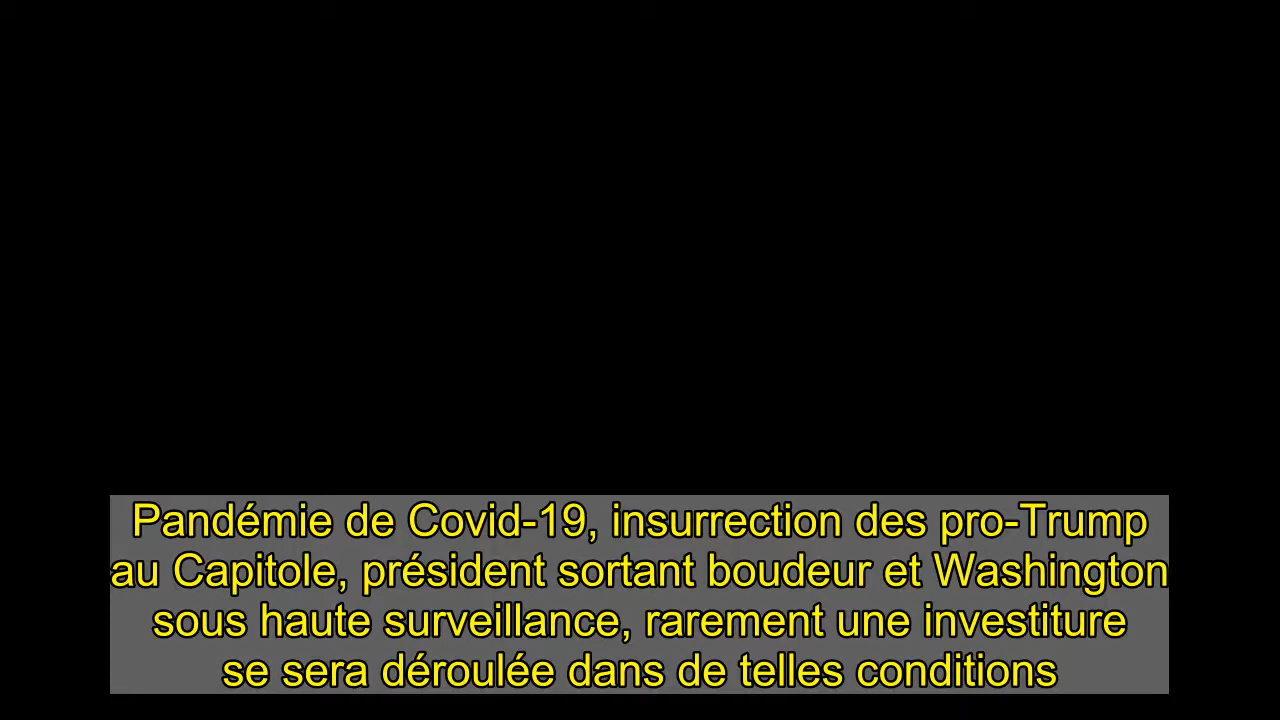 Pandémie de Covid-19, insurrection des pro-Trump
au Capitole, président sortant boudeur et Washington
sous haute surveillance, rarement une investiture
se sera déroulée dans de telles conditions